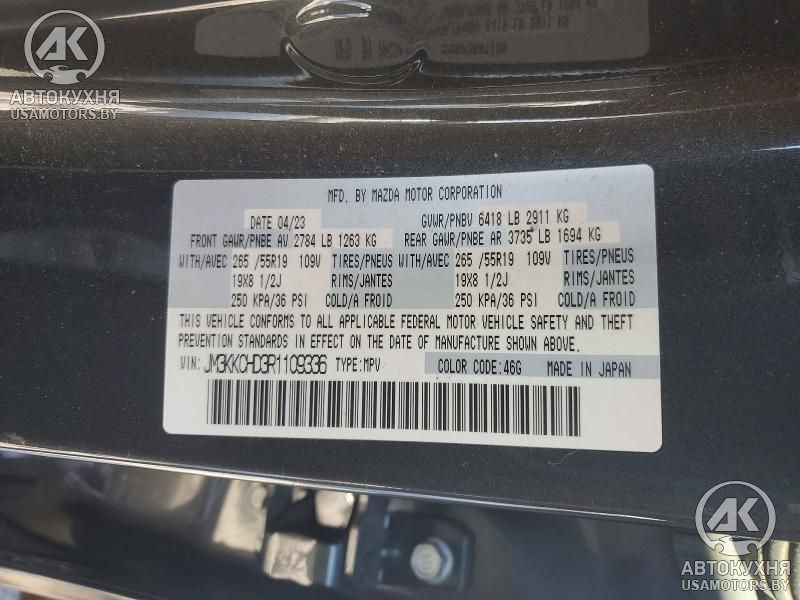 AK
АВТОКУХНЯ
USAMOTORS.BY
MFD. BY MAZDA MOTOR CORPORATION
DATE 04/23 GVWR/PNBV 6418 LB 2911 KG
FRONT GAWR/PNBE AV 2784 LB 1263 KG REAR GAWR/PNBE AR 3735 LB 1694 KG
WITH/AVEC 265 /55R19 109V TIRES/PNEUS WITH/AVEC 265 /55R19 109V TIRES/PNEUS
19X8 1/2J RIMS/JANTES 19X8 1/2J RIMS/JANTES
250 KPA/36 PSI COLD/A FROID 250 KPA/36 PSI COLD/A FROID
THIS VEHICLE CONFORMS TO ALL APPLICABLE FEDERAL MOTOR VEHICLE SAFETY AND THEFT
PREVENTION STANDARDS IN EFFECT ON THE DATE OF MANUFACTURE SHOWN ABOVE.
VIN: JM3KKCHD3R1109336 TYPE:MPV COLOR CODE:46G MADE IN JAPAN
AK
АВТОКУХНЯ
USAMOTORS.BY